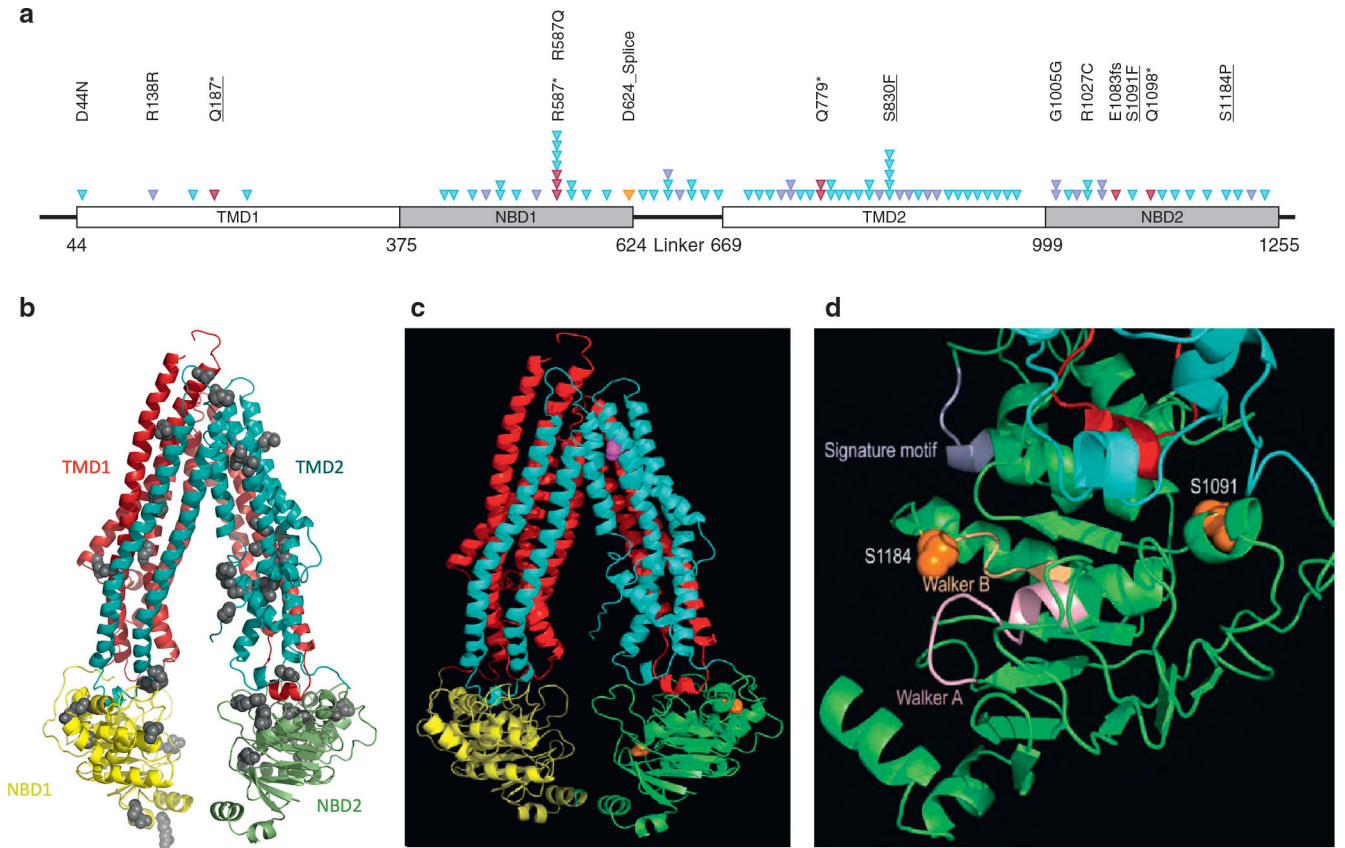 a
D44N
R138R
Q187*
R587*
R587Q
D624_Splice
Q779*
S830F
G1005G
R1027C
E1083fs
S1091F
Q1098*
S1184P
TMD1
NBD1
TMD2
NBD2
44
375
624 Linker 669
999
1255
b
TMD1
TMD2
NBD1
NBD2
c
d
Signature motif
S1091
S1184
Walker B
Walker A